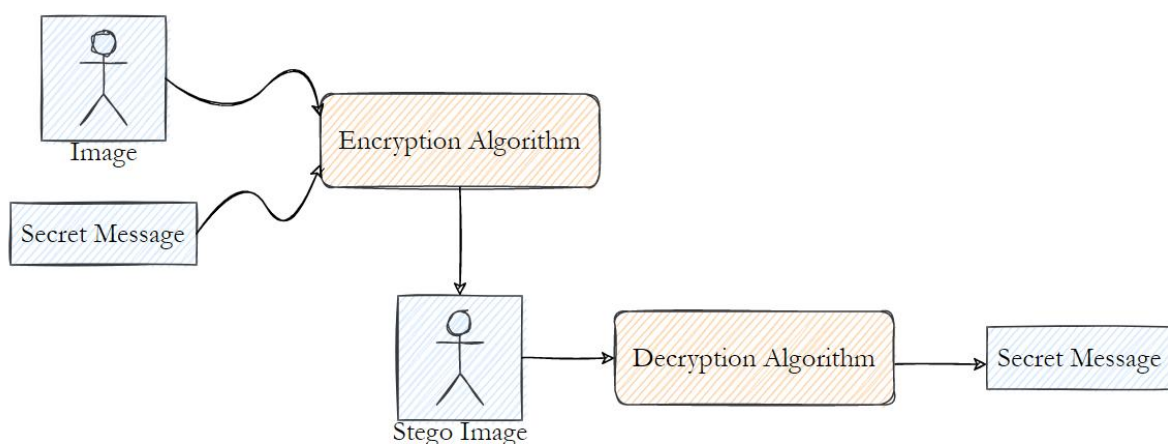 Image
Encryption Algorithm
Secret Message
Stego Image
Decryption Algorithm
Secret Message